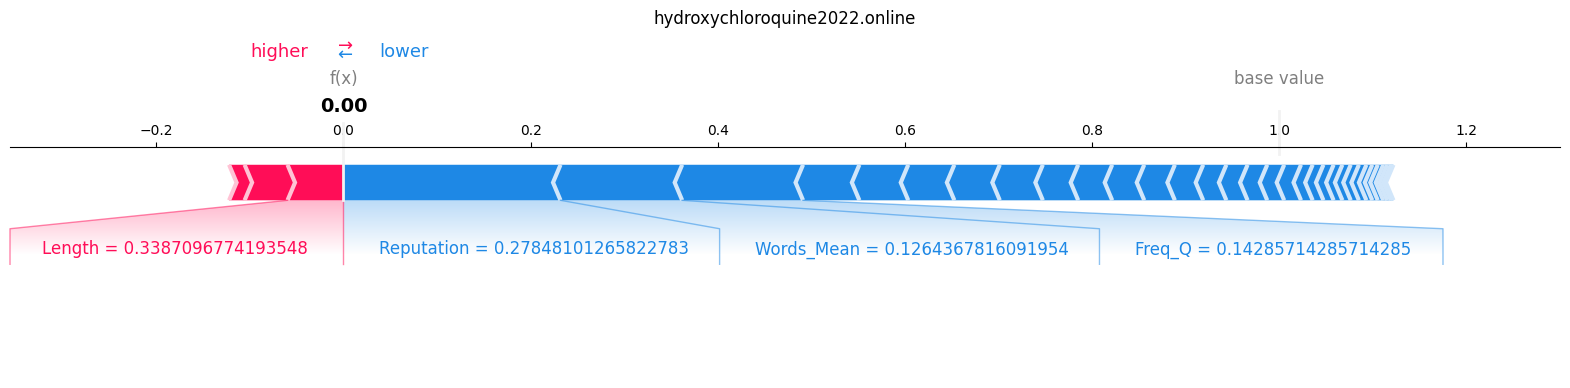 hydroxychloroquine2022.online
higher ⇄ lower
f(x) base value
0.00
−0.2 0 0 0.2 0.4 0.6 0.8 1 0 1.2
Length = 0.3387096774193548 Reputation = 0.27848101265822783 Words_Mean = 0.1264367816091954 Freq_Q = 0.14285714285714285